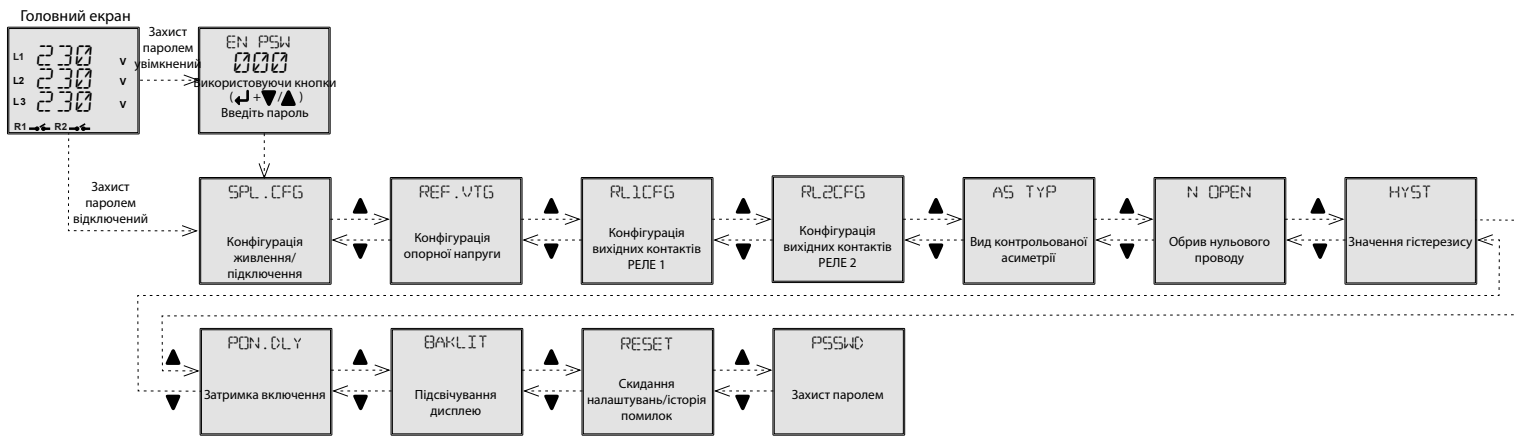 Головний екран
L1 230 V
L2 230 V
L3 230 V
R1 R2
Захист
паролем
увімкнений
EN PSW
000
Використовуючи кнопки
(↵+▼/▲)
Введіть пароль
Захист
паролем
відключений
SPL.CFG
Конфігурація
живлення/
підключення
REF.VTG
Конфігурація
опорної напруги
RL1CFG
Конфігурація
вихідних контактів
РЕЛЕ 1
RL2CFG
Конфігурація
вихідних контактів
РЕЛЕ 2
AS TYP
Вид контрольованої
асиметрії
N OPEN
Обрив нульового
проводу
HYST
Значення гістерезису
PON.DLY
Затримка включення
BAKLIT
Підсвічування
дисплею
RESET
Скидання
налаштувань/історія
помилок
PSSWD
Захист паролем